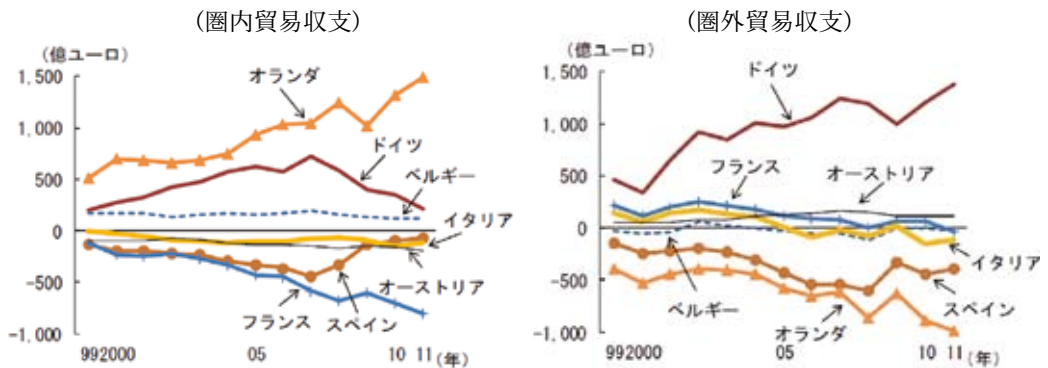 (圏内貿易収支)
(億ユーロ)
1,500
1,000
500
0
-500
-1,000
オランダ
ドイツ
ベルギー
イタリア
オーストリア
スペイン
フランス
992000 05 10 11 (年)
(圏外貿易収支)
(億ユーロ)
1,500
1,000
500
0
-500
-1,000
ドイツ
フランス
オーストリア
イタリア
ベルギー
スペイン
オランダ
992000 05 10 11 (年)